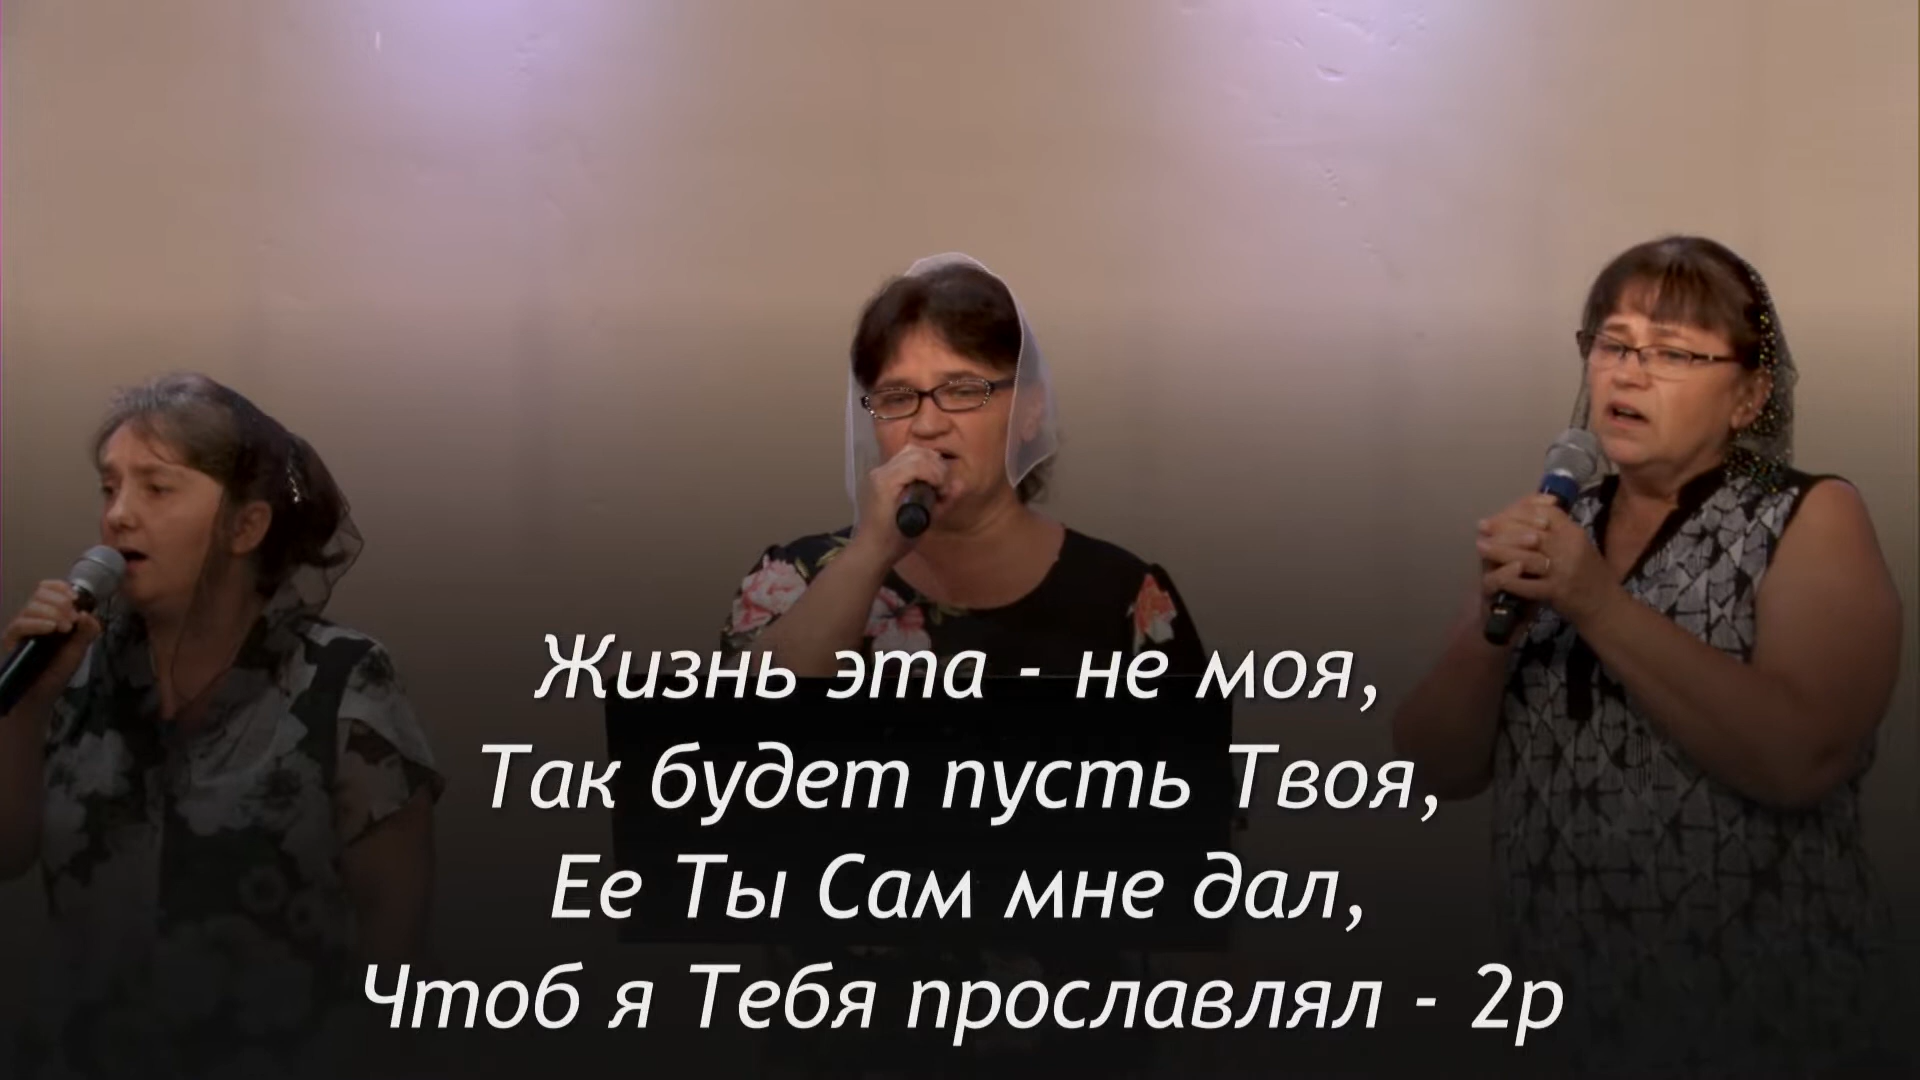 Жизнь эта - не моя,
Так будет пусть Твоя,
Ее Ты Сам мне дал,
Чтоб я Тебя прославлял - 2р